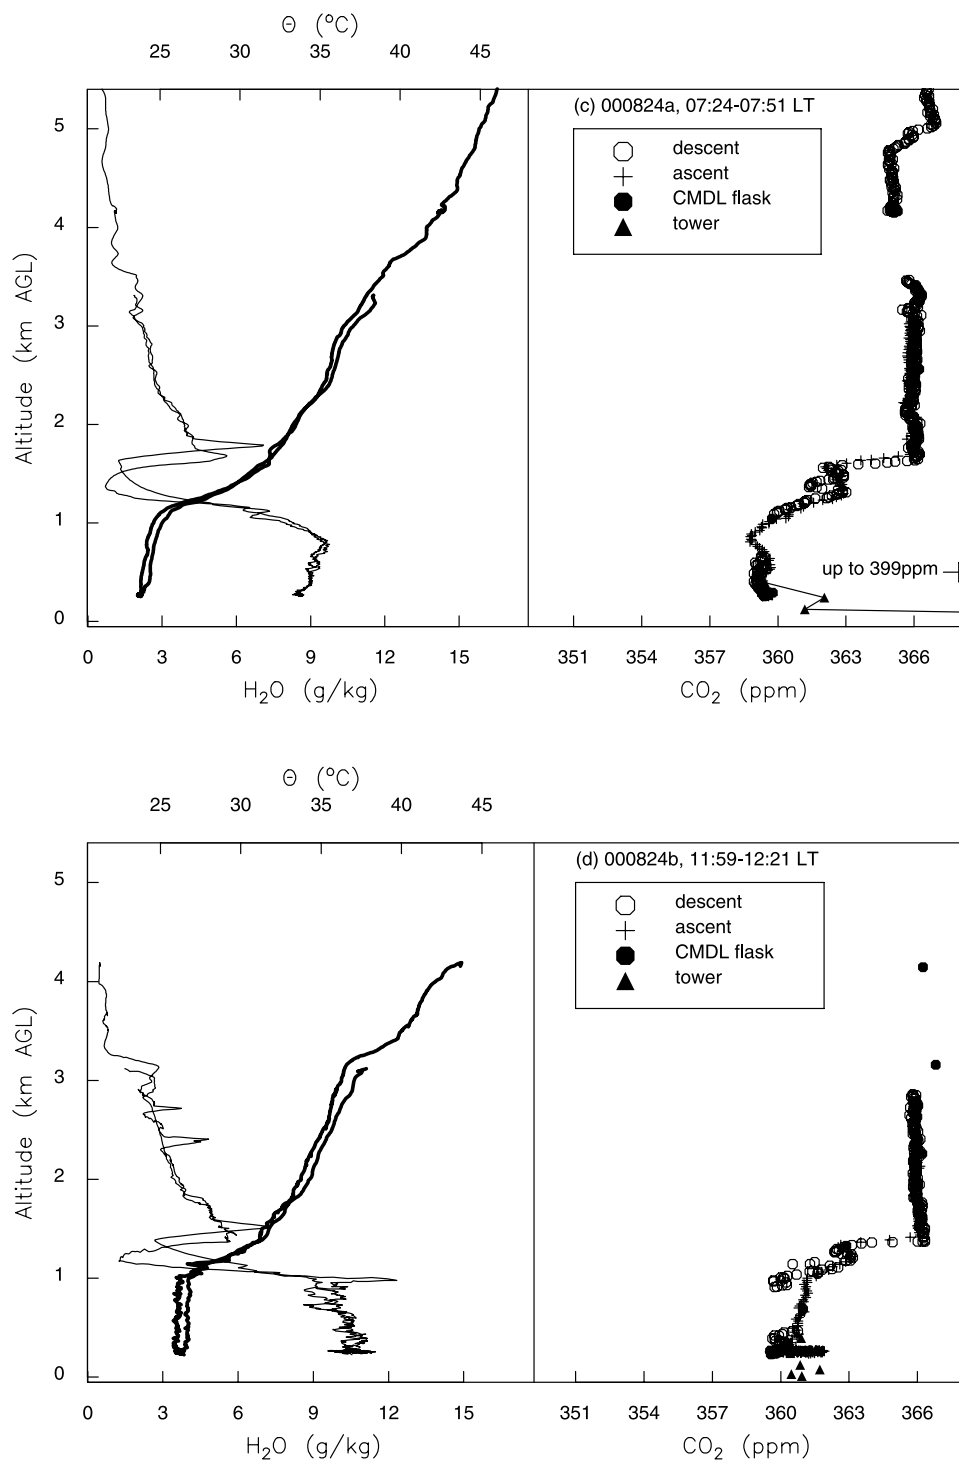 Θ (°C)
25 30 35 40 45
(c) 000824a, 07:24-07:51 LT
descent
ascent
CMDL flask
tower
Altitude (km AGL)
5
4
3
2
1
0
up to 399ppm
0 3 6 9 12 15
351 354 357 360 363 366
H₂O (g/kg)
CO₂ (ppm)
Θ (°C)
25 30 35 40 45
(d) 000824b, 11:59-12:21 LT
descent
ascent
CMDL flask
tower
Altitude (km AGL)
5
4
3
2
1
0
0 3 6 9 12 15
351 354 357 360 363 366
H₂O (g/kg)
CO₂ (ppm)